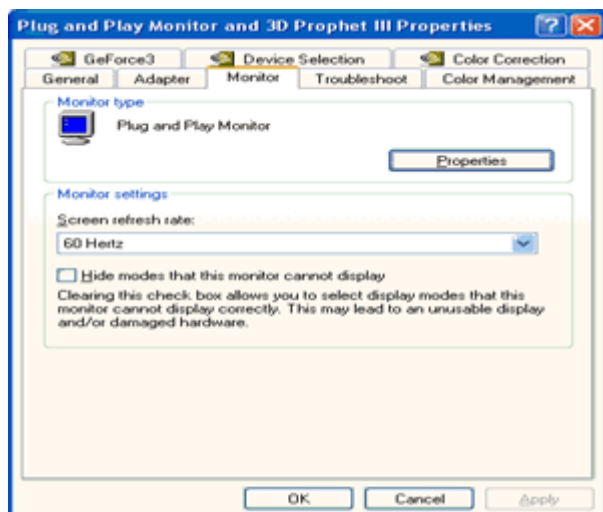 Plug and Play Monitor and 3D Prophet III Properties
GeForce3 Device Selection Color Correction
General Adapter Monitor Troubleshoot Color Management
Monitor type
Plug and Play Monitor
Properties
Monitor settings
Screen refresh rate:
60 Hertz
Hide modes that this monitor cannot display
Clearing this check box allows you to select display modes that this
monitor cannot display correctly. This may lead to an unusable display
and/or damaged hardware.
OK Cancel Apply